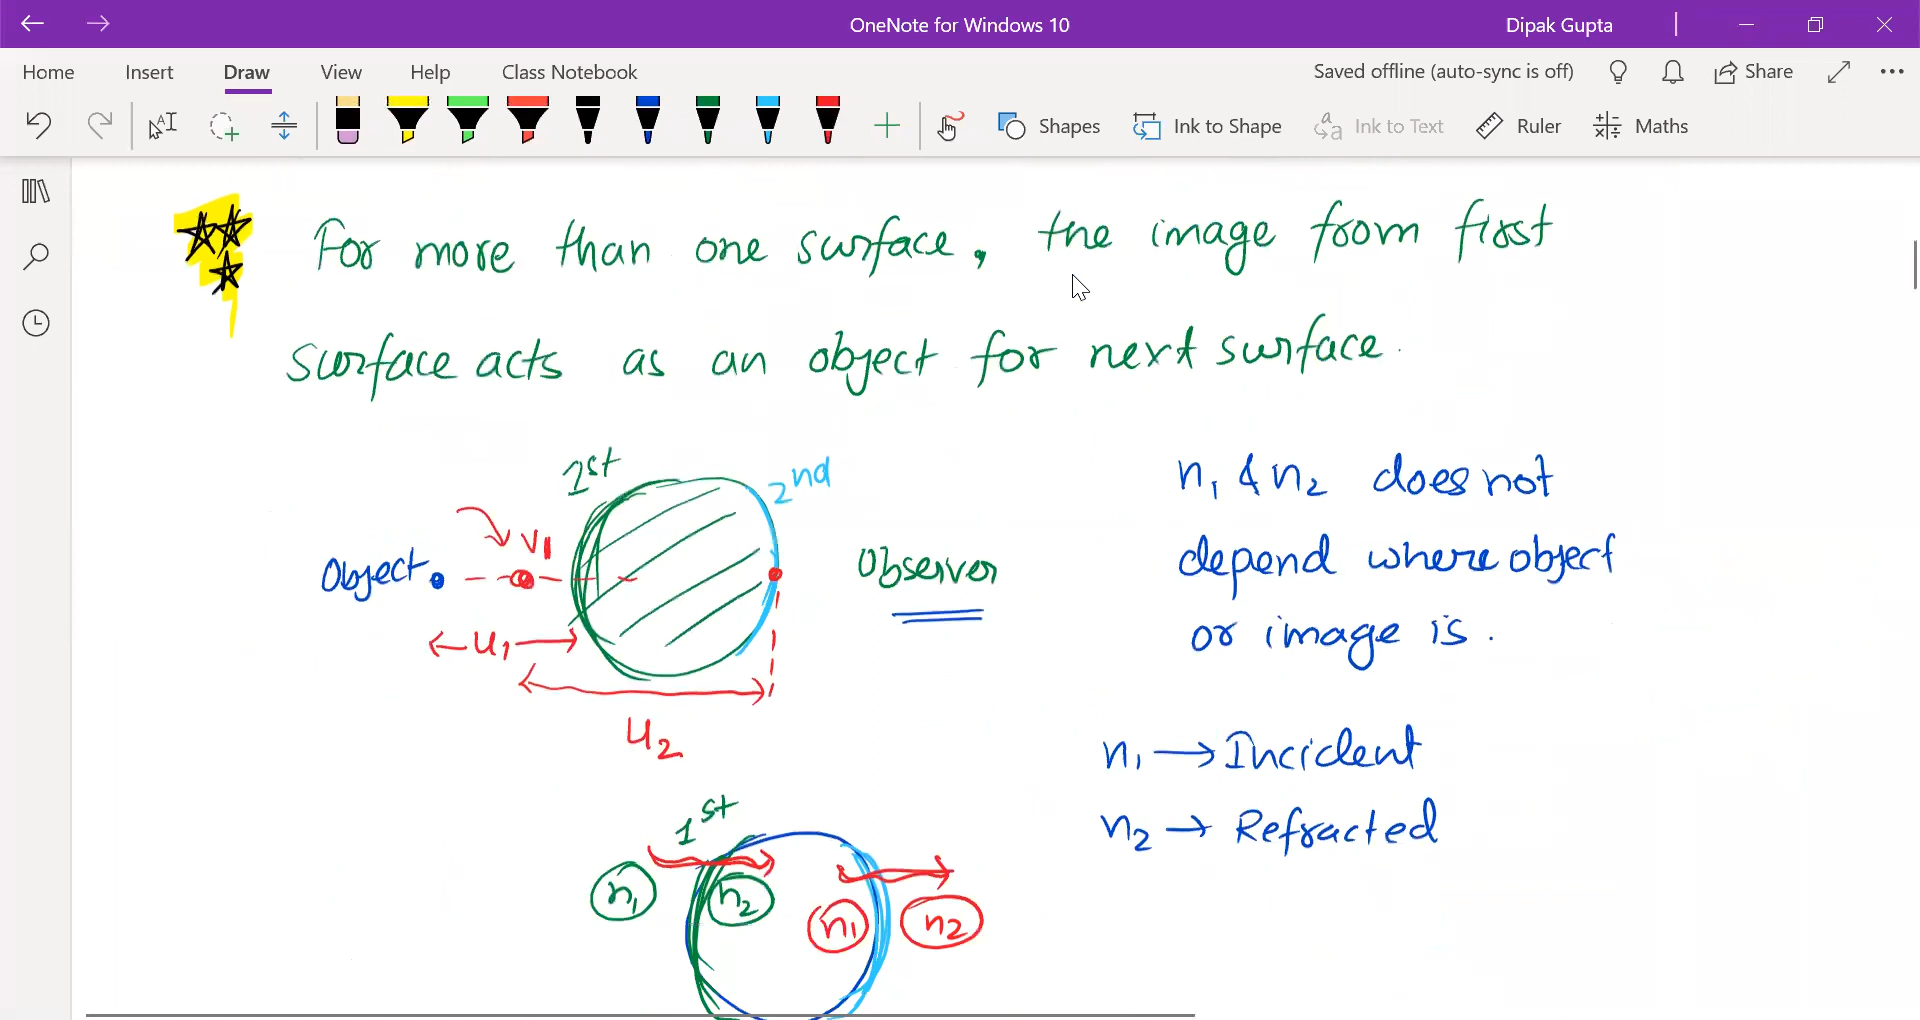 OneNote for Windows 10
Dipak Gupta
Home Insert Draw View Help Class Notebook
Saved offline (auto-sync is off) Share
Shapes Ink to Shape Ink to Text Ruler Maths
For more than one surface, the image from first
surface acts as an object for next surface.
1st
2nd
V1
Object
Observer
u1
u2
n1 & n2 does not
depend where object
or image is.
n1 → Incident
n2 → Refracted
1st
n1 n2 n1 n2